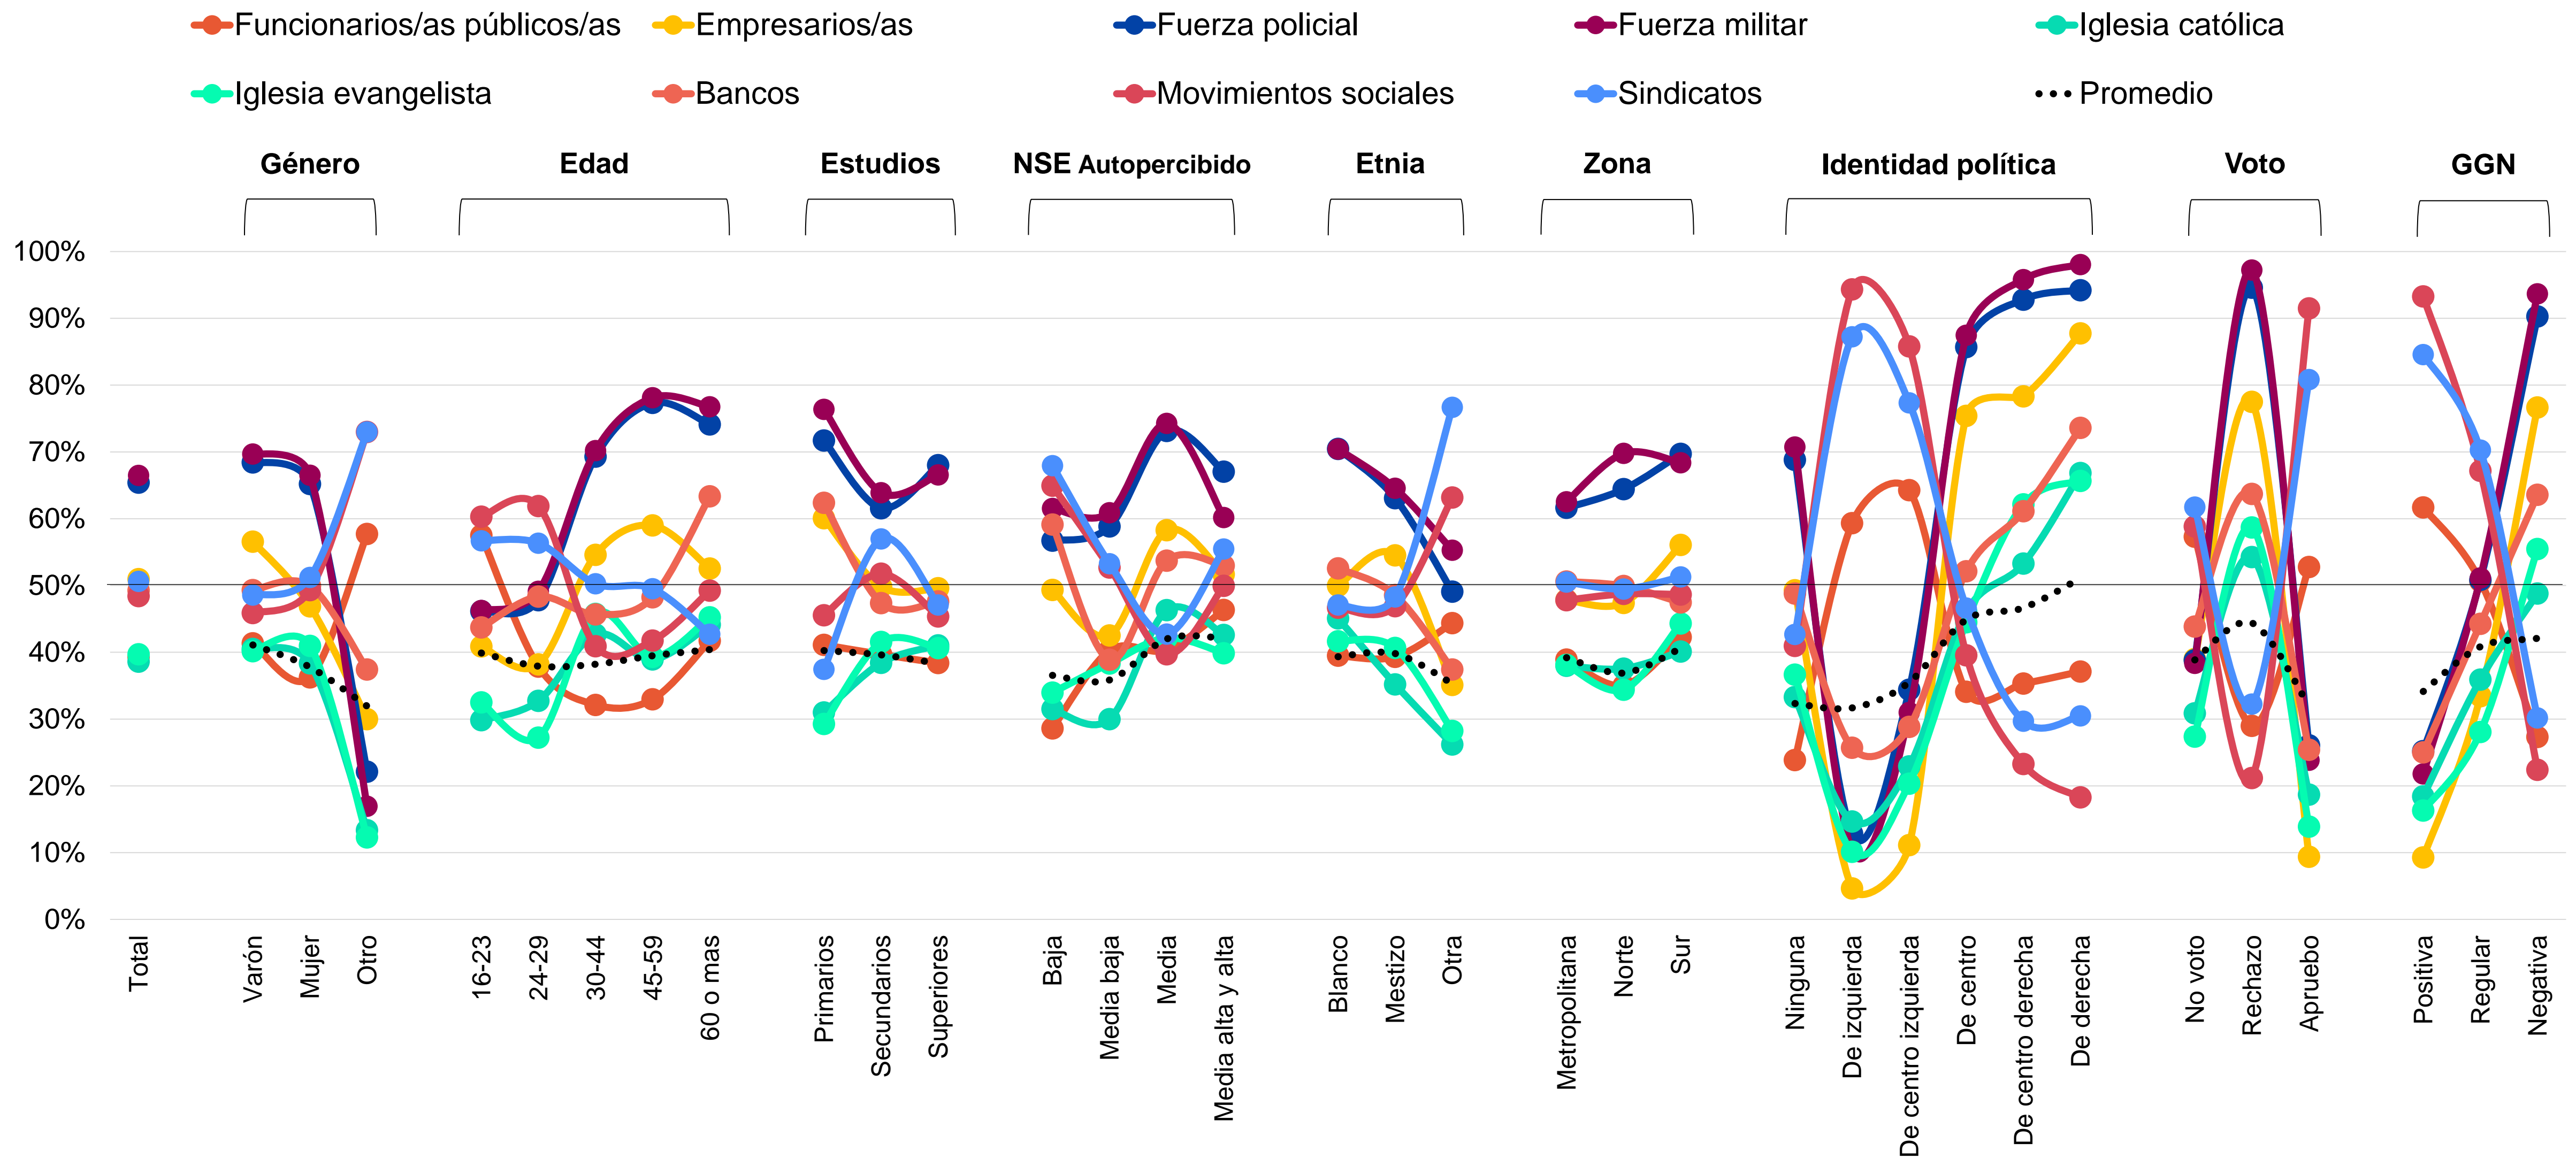 Funcionarios/as públicos/as Empresarios/as Fuerza policial Fuerza militar Iglesia católica
Iglesia evangelista Bancos Movimientos sociales Sindicatos Promedio
Género Edad Estudios NSE Autopercibido Etnia Zona Identidad política Voto GGN
100%
90%
80%
70%
60%
50%
40%
30%
20%
10%
0%
Total
Varón
Mujer
Otro
16-23
24-29
30-44
45-59
60 o mas
Primarios
Secundarios
Superiores
Baja
Media baja
Media
Media alta y alta
Blanco
Mestizo
Otra
Metropolitana
Norte
Sur
Ninguna
De izquierda
De centro izquierda
De centro
De centro derecha
De derecha
No voto
Rechazo
Apruebo
Positiva
Regular
Negativa